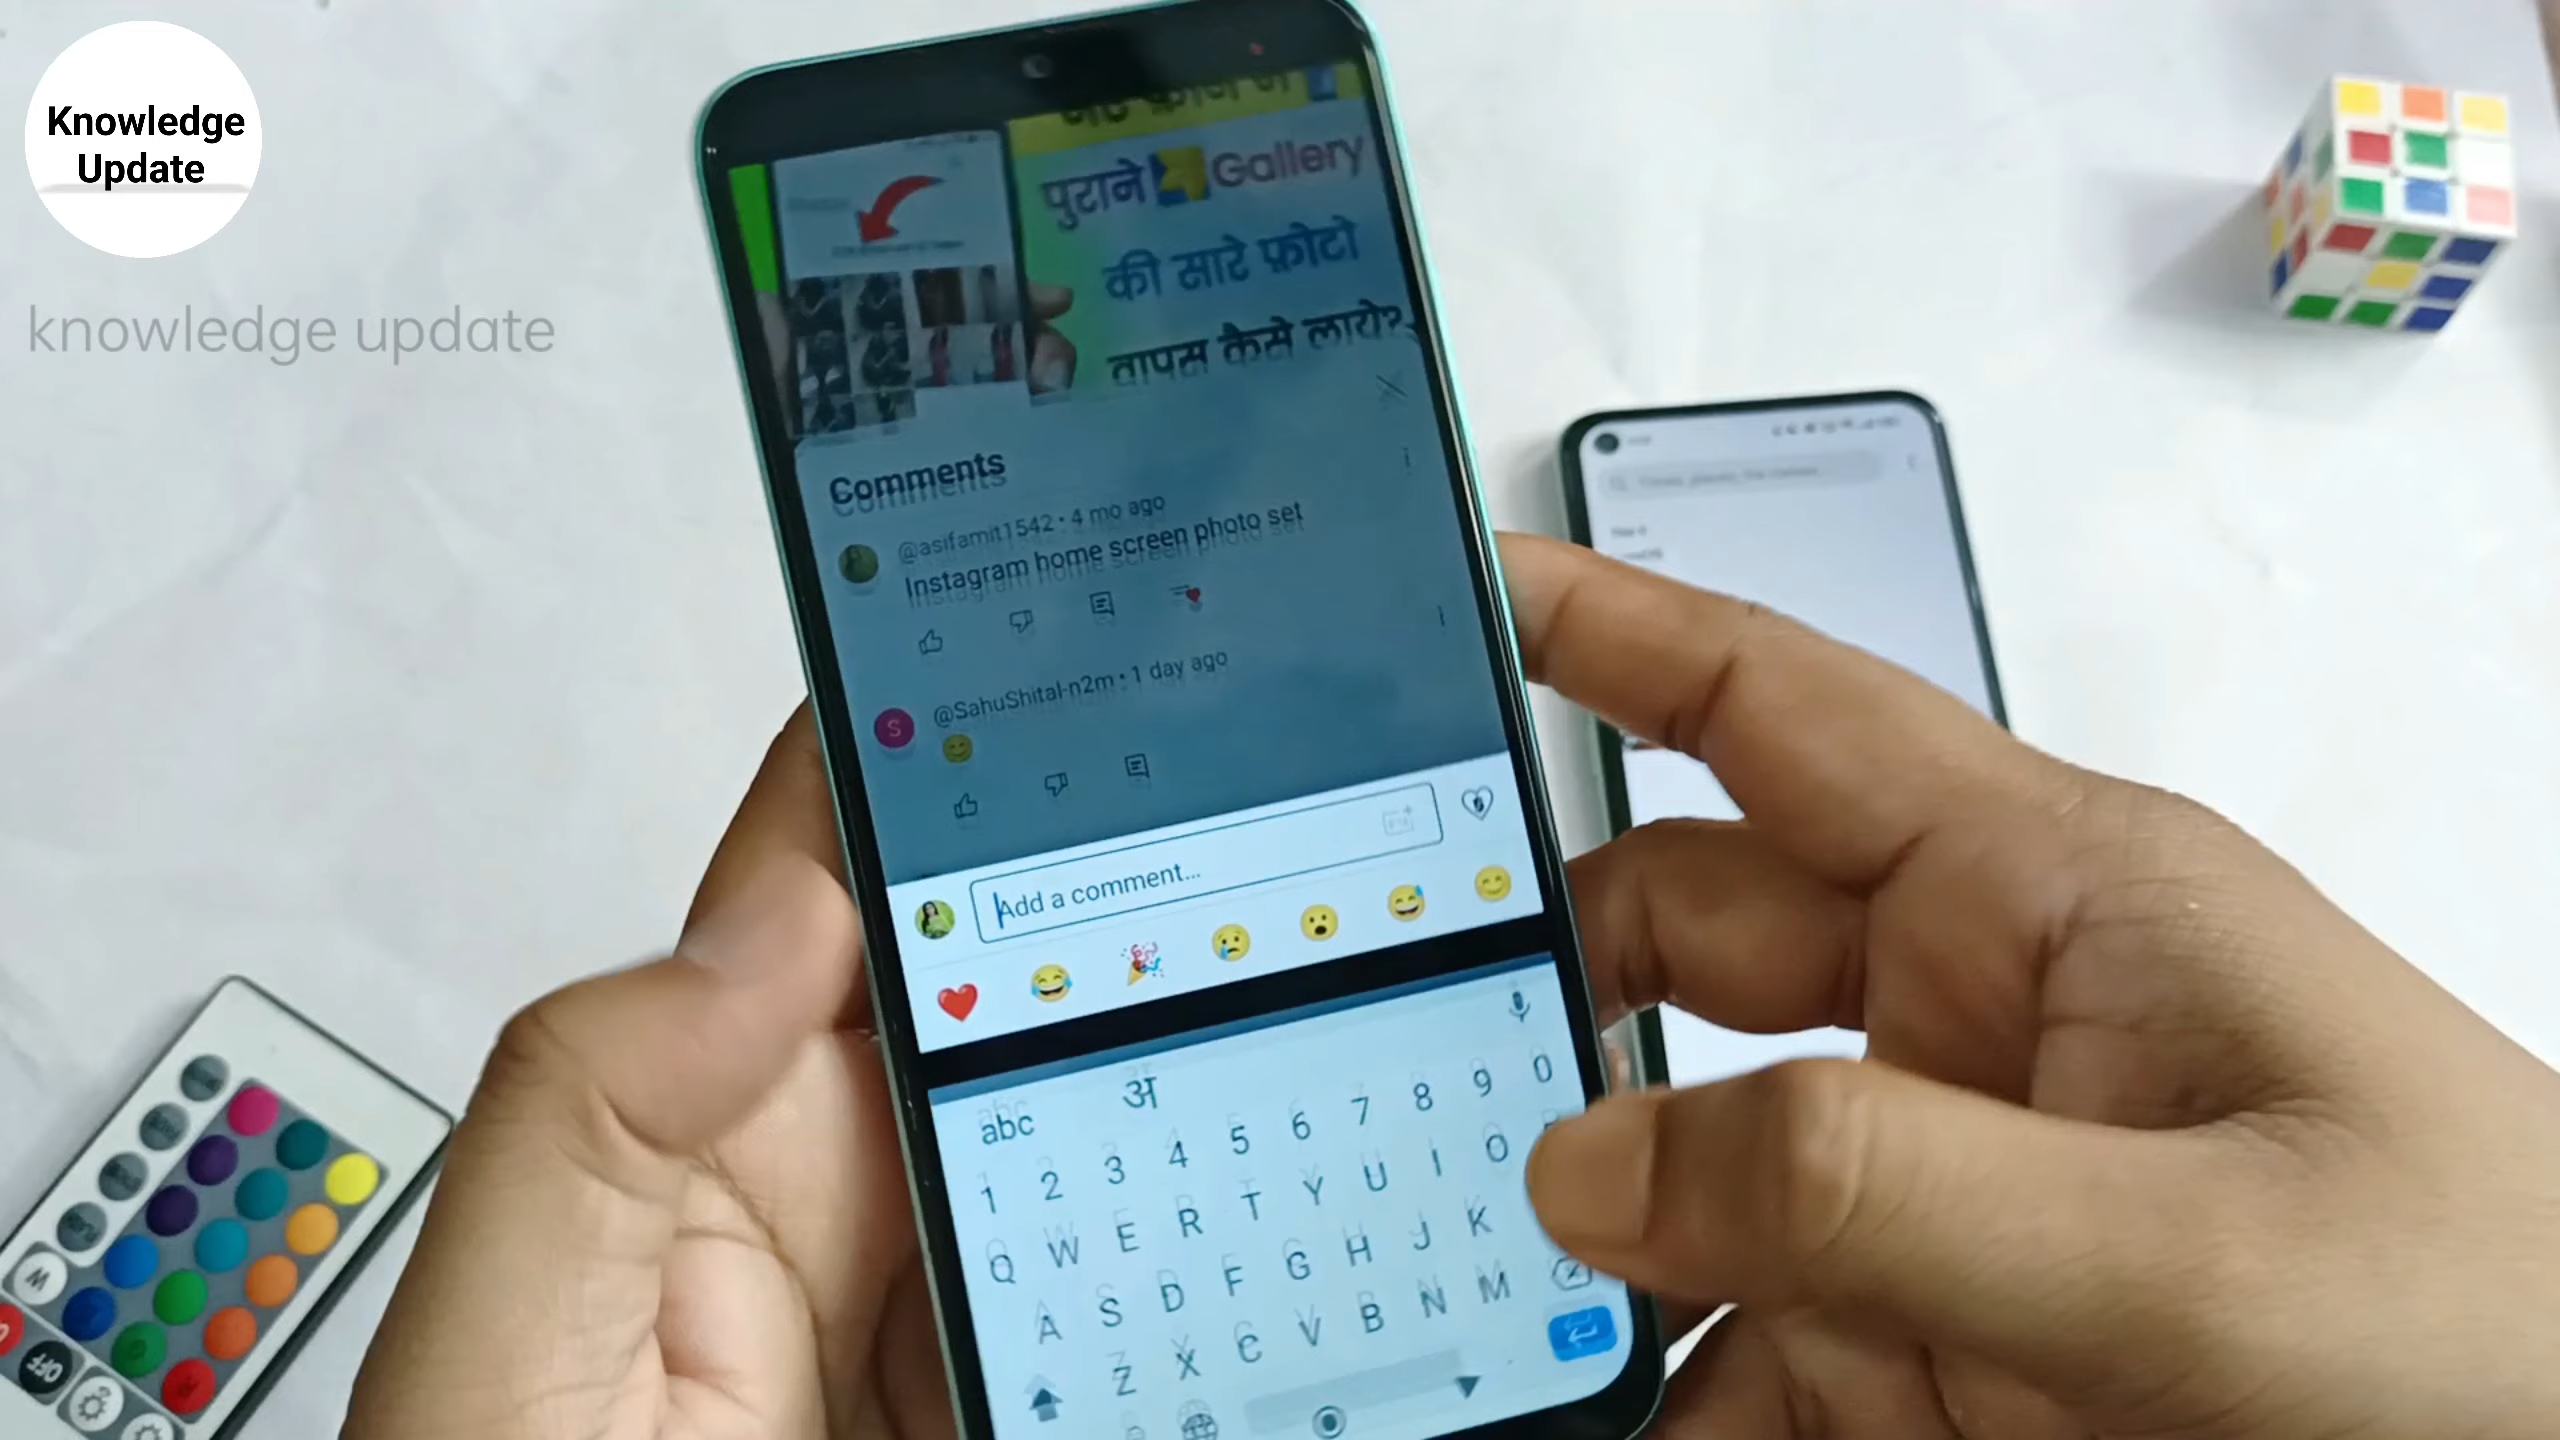 Knowledge
Update
knowledge update
पुराने Gallery
की सारे फ़ोटो
वापस कैसे लाये?
Comments
@asifamit1542 • 4 mo ago
Instagram home screen photo set
S
@SahuShital-n2m • 1 day ago
Add a comment...
abc अ
1 2 3 4 5 6 7 8 9 0
Q W E R T Y U I O
A S D F G H J K
Z X C V B N M
W
OFF